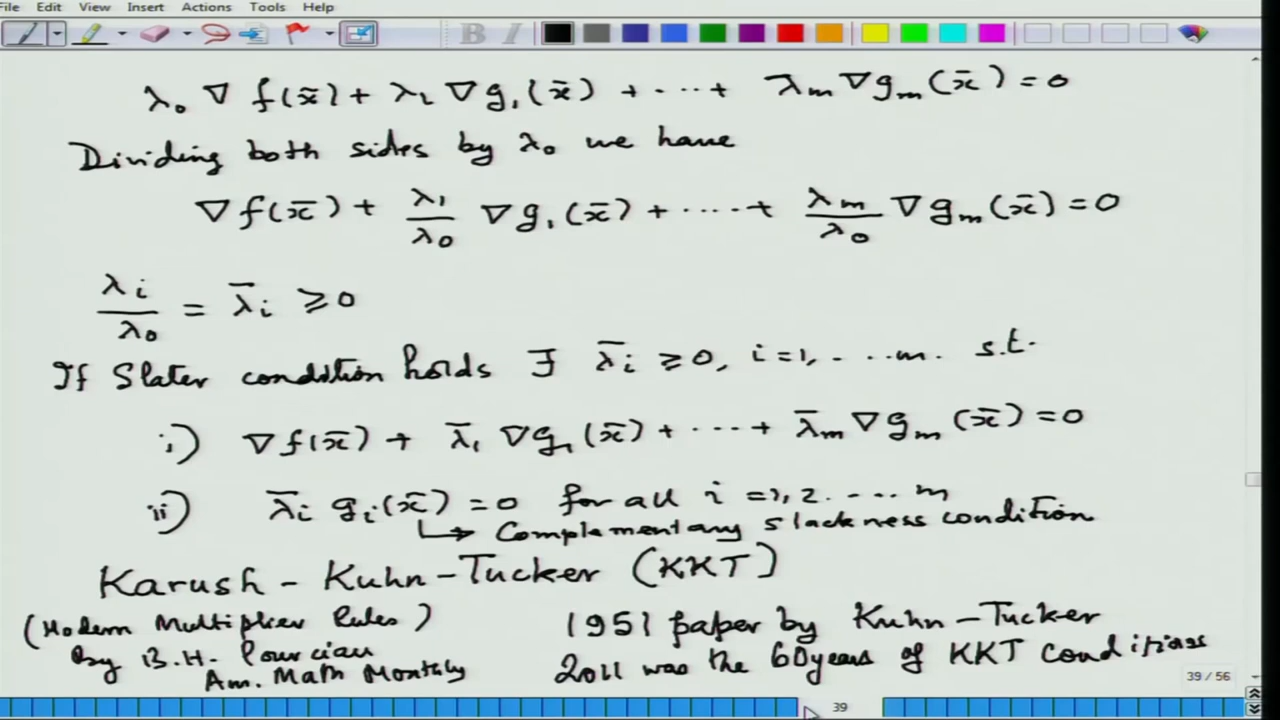 File Edit View Insert Actions Tools Help
λ₀ ∇ f(x̄) + λ₁ ∇g₁(x̄) + ⋯ + λₘ ∇gₘ(x̄) = 0
Dividing both sides by λ₀ we have
∇f(x̄) + λ₁/λ₀ ∇g₁(x̄) + ⋯⋯ + λₘ/λ₀ ∇gₘ(x̄) = 0
λᵢ/λ₀ = λ̄ᵢ ≥ 0
If Slater condition holds ∃ λ̄ᵢ ≥ 0, i = 1, ⋯ m. s.t.
i) ∇f(x̄) + λ̄₁ ∇g₁(x̄) + ⋯ + λ̄ₘ ∇gₘ(x̄) = 0
ii) λ̄ᵢ gᵢ(x̄) = 0 for all i = 1, 2. ⋯ m
↳ Complementary slackness condition
Karush - Kuhn - Tucker (KKT)
(Modern Multiplier Rules)
By B.H. Pourciau
Am. Math Monthly
1951 paper by Kuhn - Tucker
2011 was the 60 years of KKT conditions
39 / 56
39